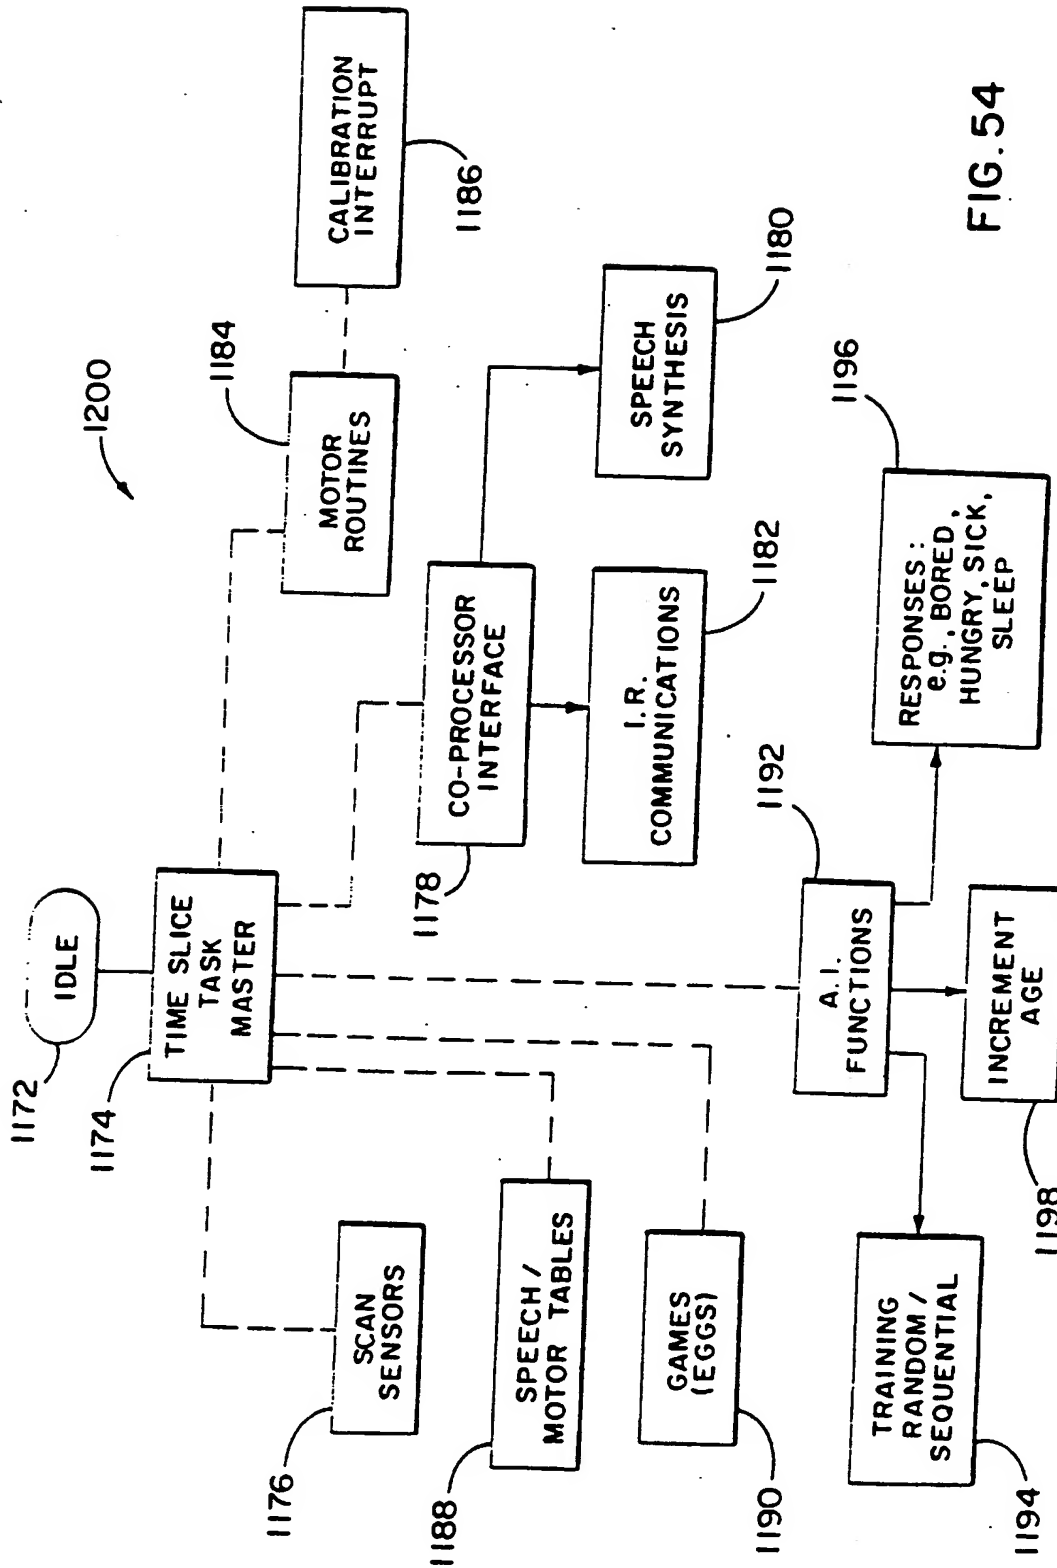 1172
IDLE
1174
TIME SLICE
TASK
MASTER
1200
1184
MOTOR
ROUTINES
CALIBRATION
INTERRUPT
1186
1176
SCAN
SENSORS
1178
CO-PROCESSOR
INTERFACE
1188
SPEECH /
MOTOR TABLES
I.R.
COMMUNICATIONS
1182
SPEECH
SYNTHESIS
1180
1190
GAMES
(EGGS)
1192
A.I.
FUNCTIONS
1194
TRAINING
RANDOM /
SEQUENTIAL
1198
INCREMENT
AGE
1196
RESPONSES :
e.g., BORED,
HUNGRY, SICK,
SLEEP
FIG. 54